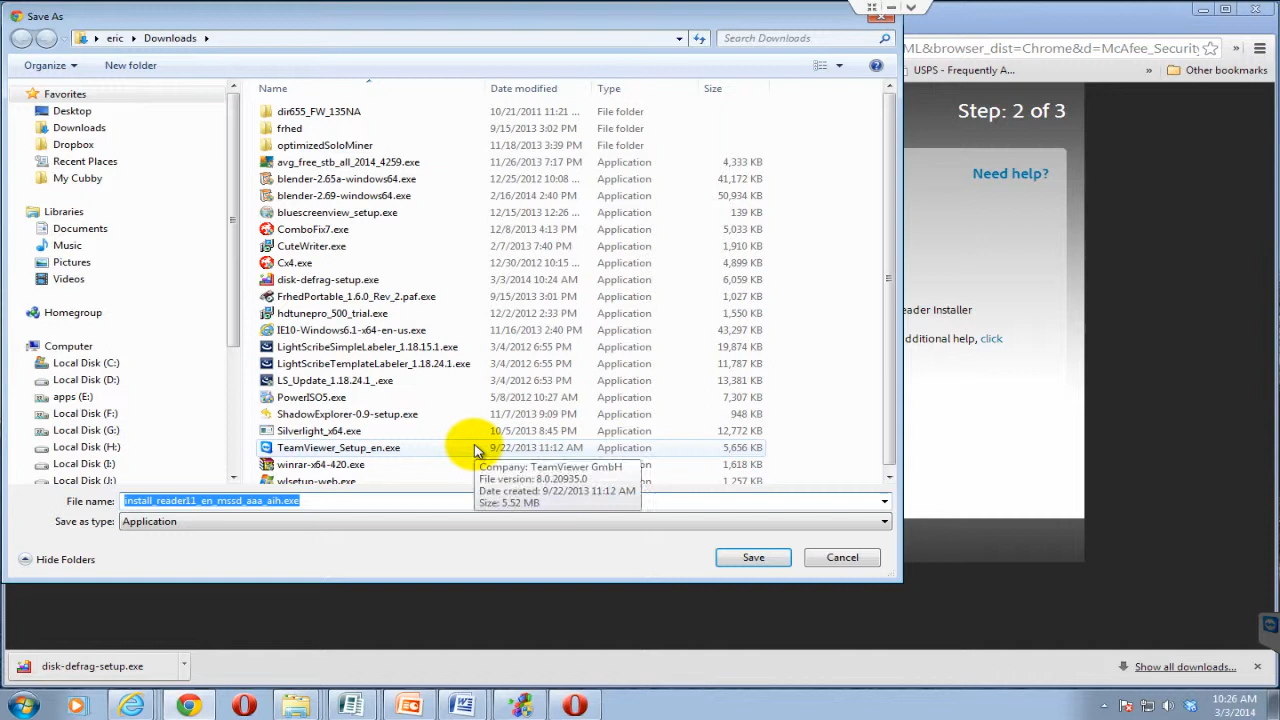 Save As
eric Downloads
Search Downloads
ML&browser_dist=Chrome&d=McAfee_Security
Organize New folder
USPS - Frequently A... » Other bookmarks
Name Date modified Type Size
Step: 2 of 3
Need help?
eader Installer
dditional help, click
Favorites
Desktop
Downloads
Dropbox
Recent Places
My Cubby
Libraries
Documents
Music
Pictures
Videos
Homegroup
Computer
Local Disk (C:)
Local Disk (D:)
apps (E:)
Local Disk (F:)
Local Disk (G:)
Local Disk (H:)
Local Disk (I:)
dir655_FW_135NA 10/21/2011 11:21 ... File folder
frhed 9/15/2013 3:02 PM File folder
optimizedSoloMiner 11/18/2013 3:39 PM File folder
avg_free_stb_all_2014_4259.exe 11/26/2013 7:17 PM Application 4,333 KB
blender-2.65a-windows64.exe 12/25/2012 10:08 ... Application 41,172 KB
blender-2.69-windows64.exe 2/16/2014 2:40 PM Application 50,934 KB
bluescreenview_setup.exe 12/15/2013 12:26 ... Application 139 KB
ComboFix7.exe 12/8/2013 4:13 PM Application 5,033 KB
CuteWriter.exe 2/7/2013 7:40 PM Application 1,910 KB
Cx4.exe 12/30/2012 10:15 ... Application 4,899 KB
disk-defrag-setup.exe 3/3/2014 10:24 AM Application 6,059 KB
FrhedPortable_1.6.0_Rev_2.paf.exe 9/15/2013 3:01 PM Application 1,027 KB
hdtunepro_500_trial.exe 12/2/2012 2:33 PM Application 1,550 KB
IE10-Windows6.1-x64-en-us.exe 11/16/2013 2:40 PM Application 43,297 KB
LightScribeSimpleLabeler_1.18.15.1.exe 3/4/2012 6:55 PM Application 19,874 KB
LightScribeTemplateLabeler_1.18.24.1.exe 3/4/2012 6:55 PM Application 11,787 KB
LS_Update_1.18.24.1_.exe 3/4/2012 6:53 PM Application 13,381 KB
PowerISO5.exe 5/8/2012 10:27 AM Application 7,307 KB
ShadowExplorer-0.9-setup.exe 11/7/2013 9:09 PM Application 948 KB
Silverlight_x64.exe 10/5/2013 8:45 PM Application 12,772 KB
TeamViewer_Setup_en.exe 9/22/2013 11:12 AM Application 5,656 KB
winrar-x64-420.exe Application 1,618 KB
wlsetup-web.exe Application 1,257 KB
Company: TeamViewer GmbH
File version: 8.0.20935.0
Date created: 9/22/2013 11:12 AM
Size: 5.52 MB
File name: install_reader11_en_mssd_aaa_aih.exe
Save as type: Application
Hide Folders Save Cancel
disk-defrag-setup.exe
Show all downloads...
10:26 AM
3/3/2014